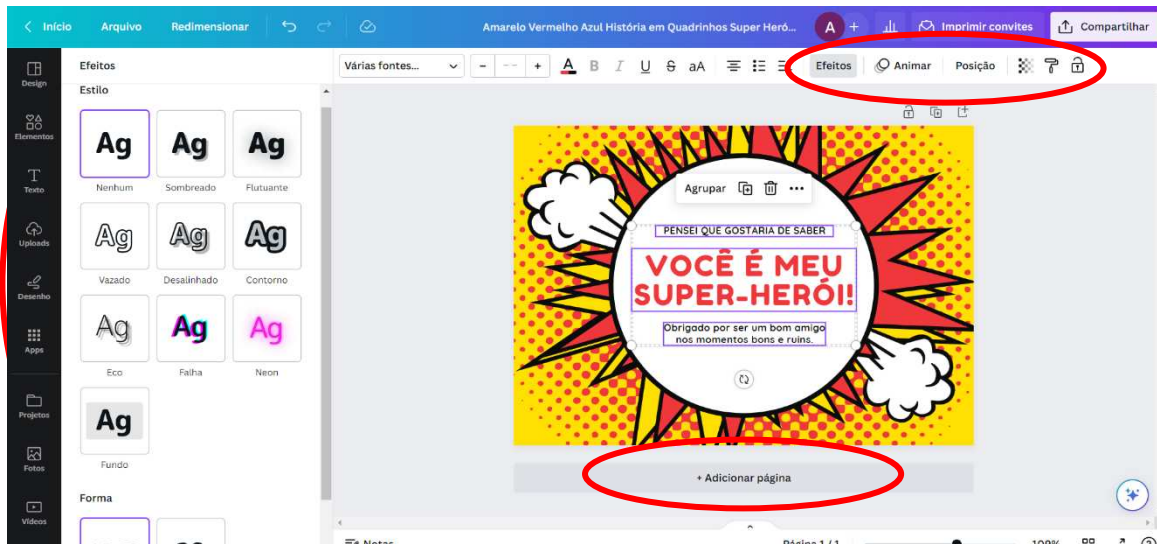 Início Arquivo Redimensionar Amarelo Vermelho Azul História em Quadrinhos Super Heró... A + Imprimir convites Compartilhar
Design
Elementos
Texto
Uploads
Desenho
Apps
Projetos
Fotos
Vídeos
Efeitos
Estilo
Ag Ag Ag
Nenhum Sombreado Flutuante
Ag Ag Ag
Vazado Desalinhado Contorno
Ag Ag Ag
Eco Falha Neon
Ag
Fundo
Forma
Várias fontes... - -- + A B I U S aA Efeitos Animar Posição
Agrupar
PENSEI QUE GOSTARIA DE SABER
VOCÊ É MEU
SUPER-HERÓI!
Obrigado por ser um bom amigo
nos momentos bons e ruins.
+ Adicionar página
Notas Página 1 / 1 100%